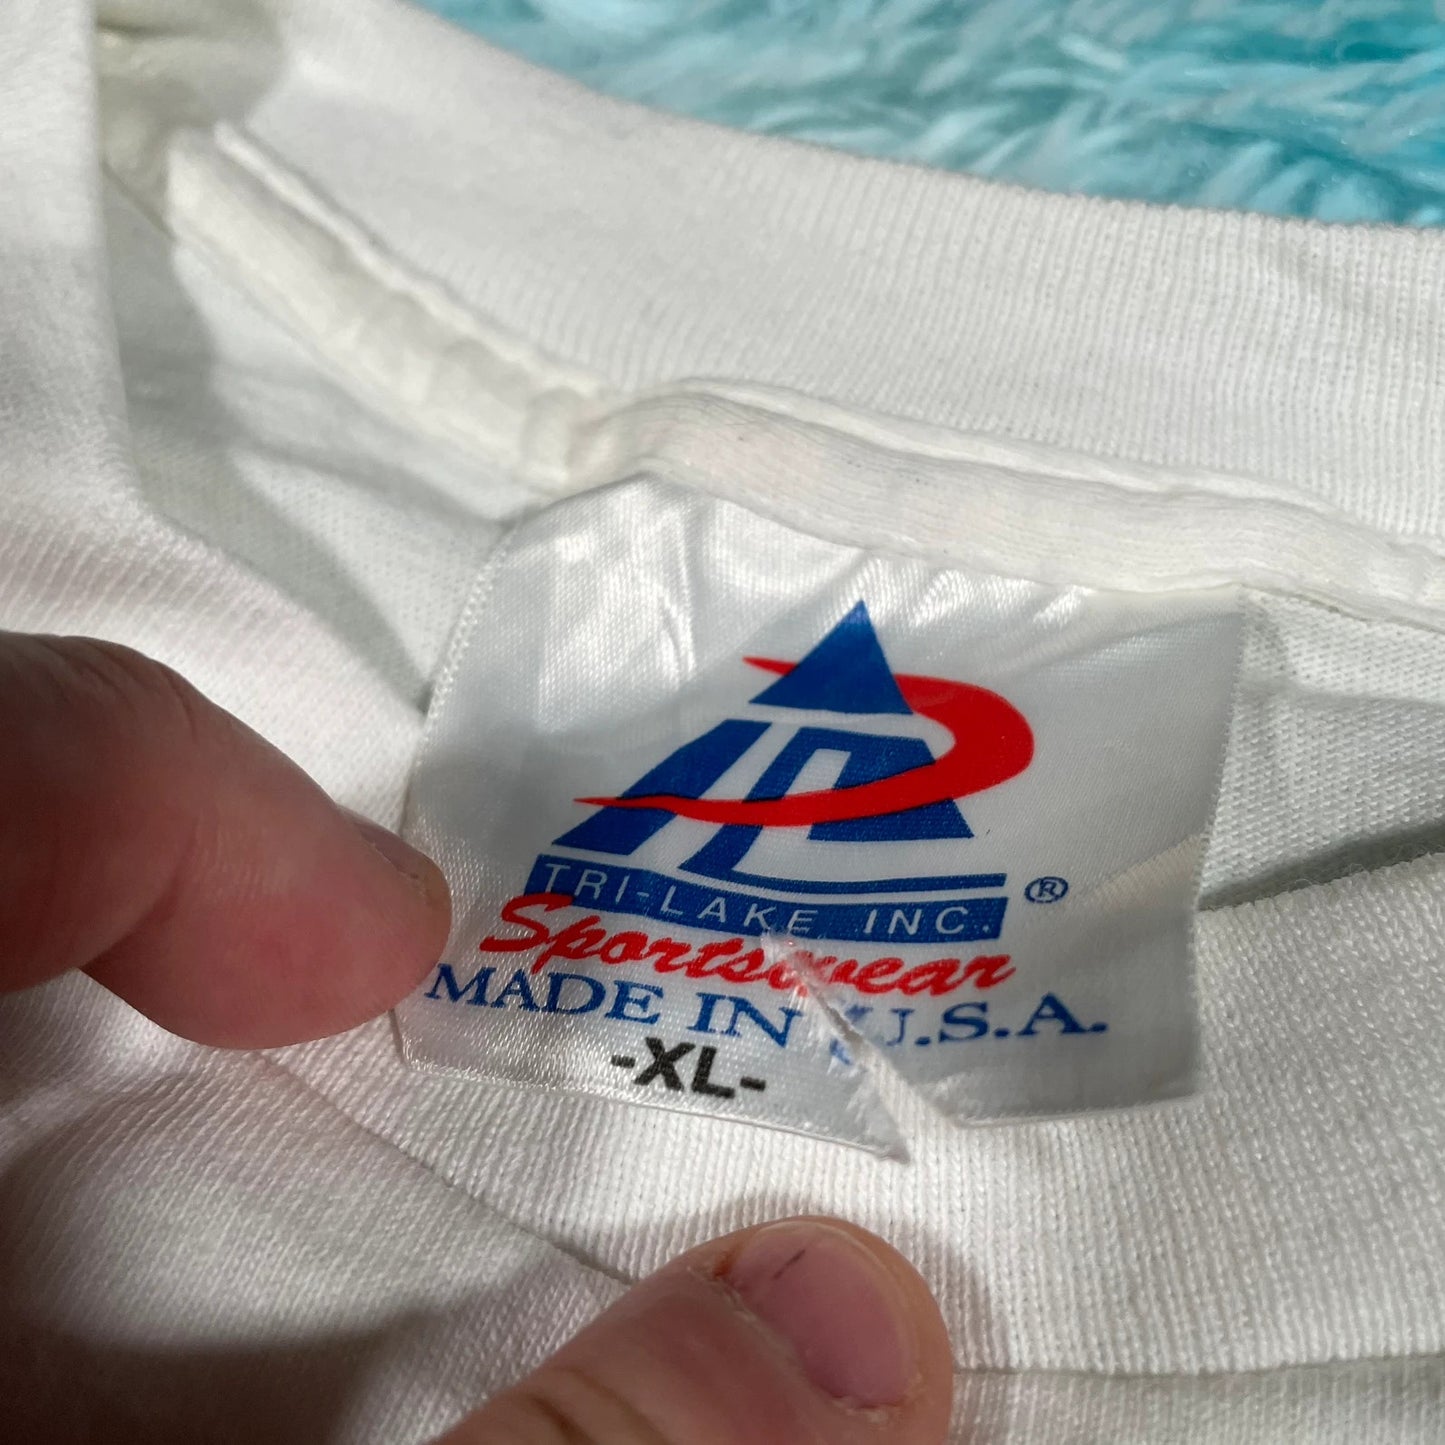 TRI-LAKE, INC.®
Sportswear
MADE IN U.S.A.
-XL-